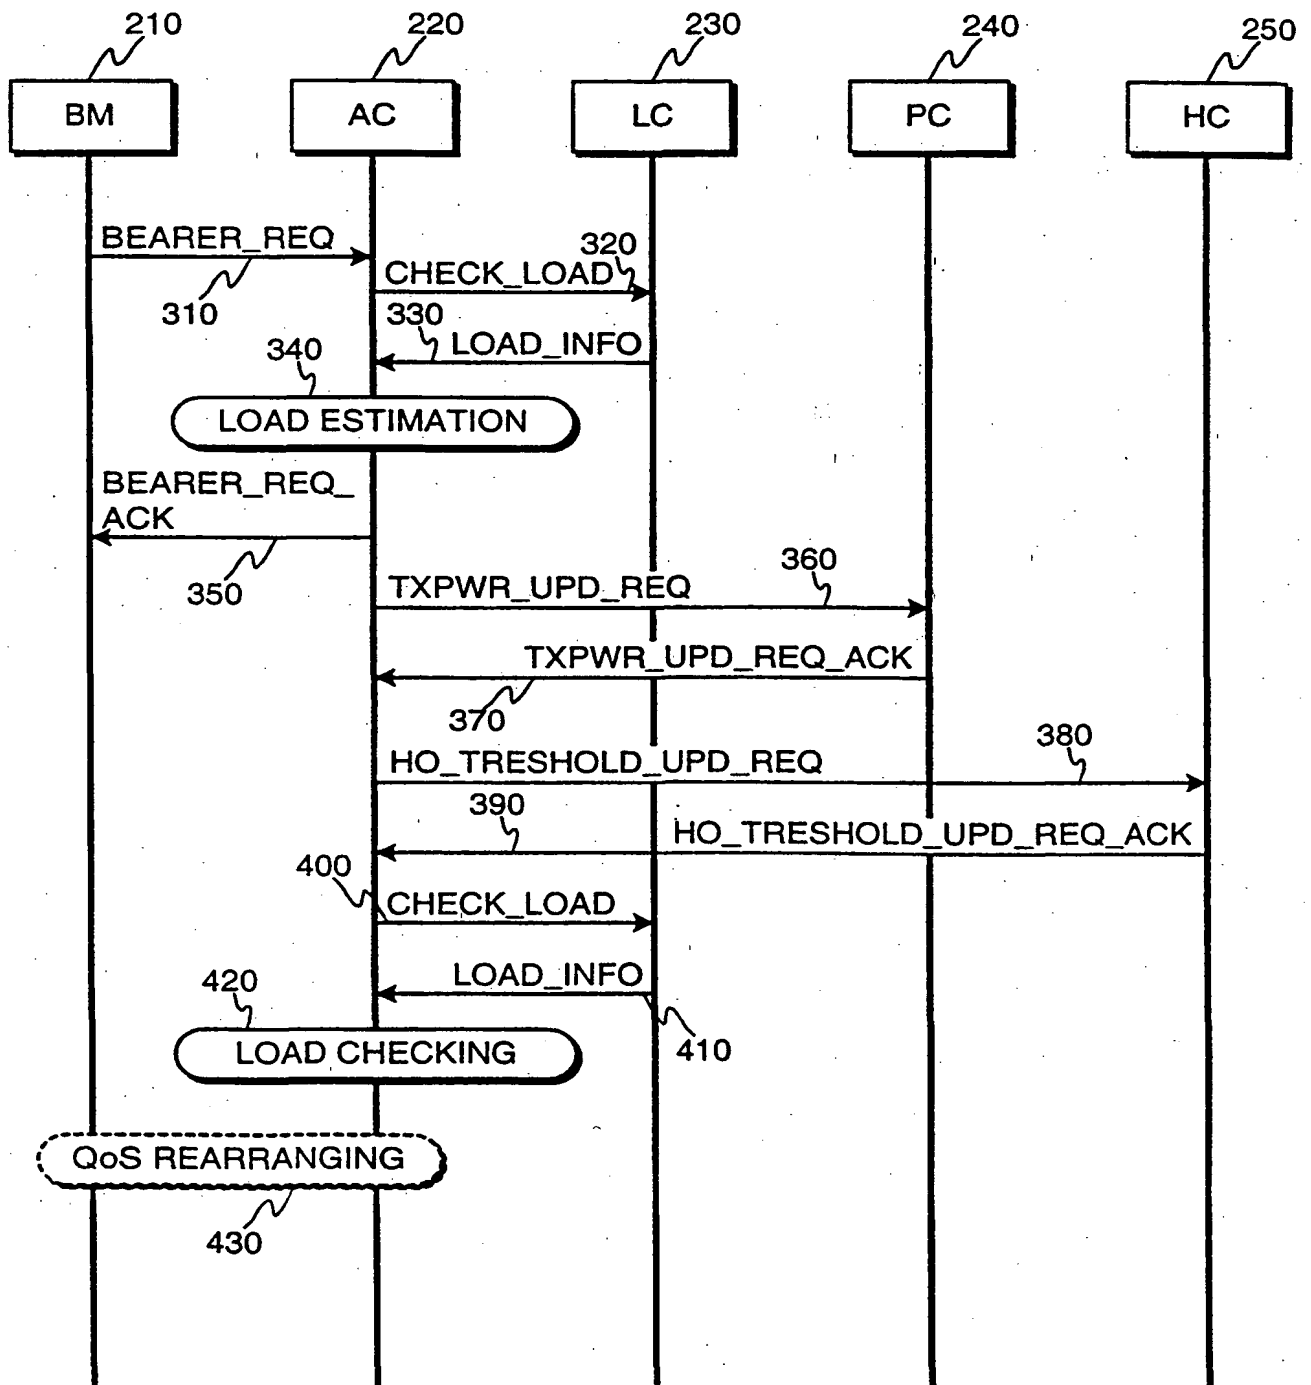 210
220
230
240
250
BM
AC
LC
PC
HC
BEARER_REQ
310
CHECK_LOAD
320
330
LOAD_INFO
340
LOAD ESTIMATION
BEARER_REQ_
ACK
350
TXPWR_UPD_REQ
360
TXPWR_UPD_REQ_ACK
370
HO_TRESHOLD_UPD_REQ
380
390
HO_TRESHOLD_UPD_REQ_ACK
400
CHECK_LOAD
LOAD_INFO
410
420
LOAD CHECKING
QoS REARRANGING
430